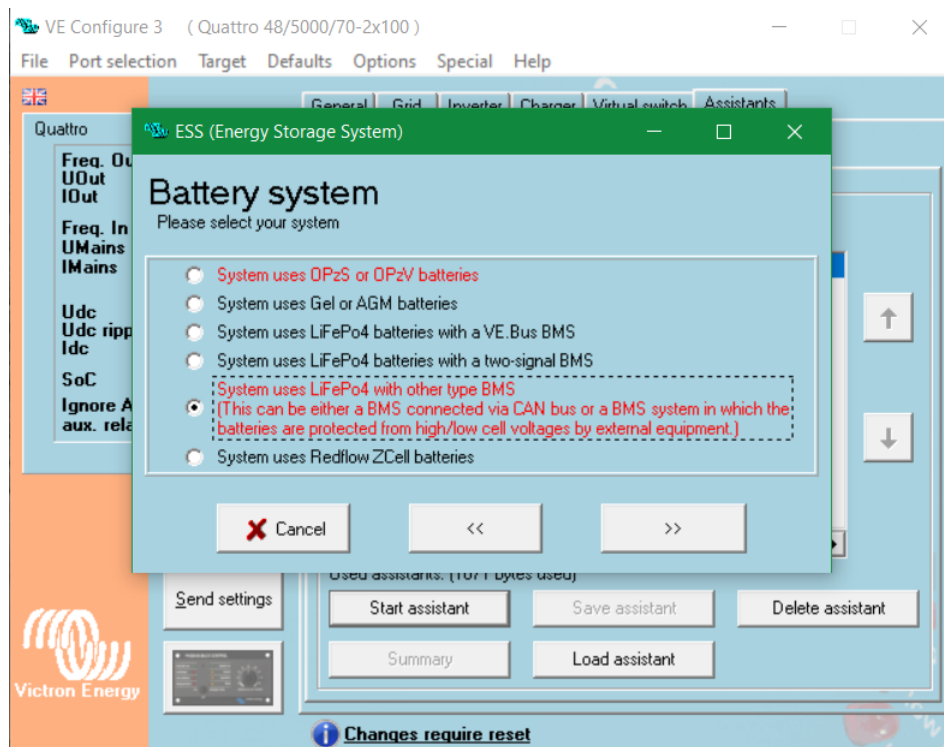 VE Configure 3 ( Quattro 48/5000/70-2x100 )
File Port selection Target Defaults Options Special Help
General Grid Inverter Charger Virtual switch Assistants
Quattro
Freq. Ou
UOut
IOut
Freq. In
UMains
IMains
Udc
Udc ripp
Idc
SoC
Ignore A
aux. rela
ESS (Energy Storage System)
Battery system
Please select your system
System uses OPzS or OPzV batteries
System uses Gel or AGM batteries
System uses LiFePo4 batteries with a VE.Bus BMS
System uses LiFePo4 batteries with a two-signal BMS
System uses LiFePo4 with other type BMS
(This can be either a BMS connected via CAN bus or a BMS system in which the
batteries are protected from high/low cell voltages by external equipment.)
System uses Redflow ZCell batteries
Cancel << >>
Used assistants: (1071 bytes used)
Send settings
Start assistant Save assistant Delete assistant
Summary Load assistant
Victron Energy
Changes require reset